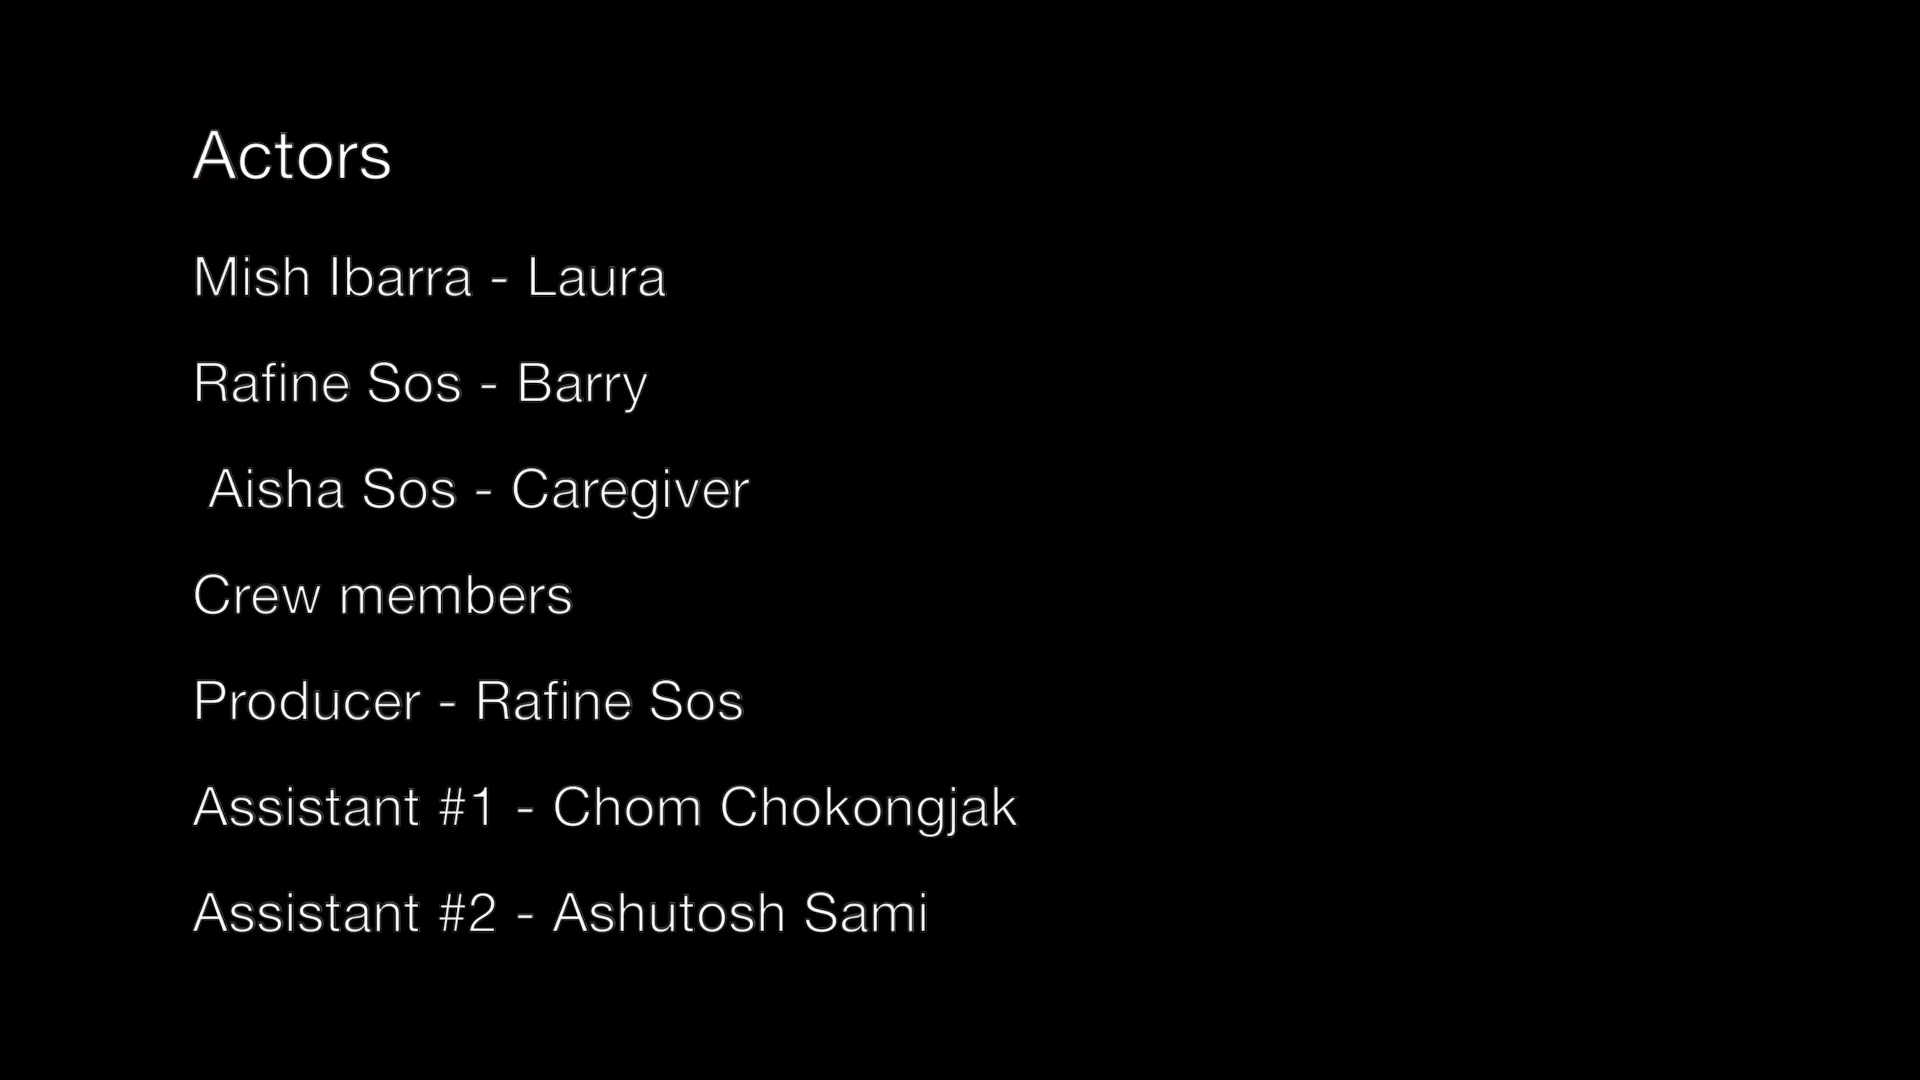 Actors
Mish Ibarra - Laura
Rafine Sos - Barry
Aisha Sos - Caregiver
Crew members
Producer - Rafine Sos
Assistant #1 - Chom Chokongjak
Assistant #2 - Ashutosh Sami